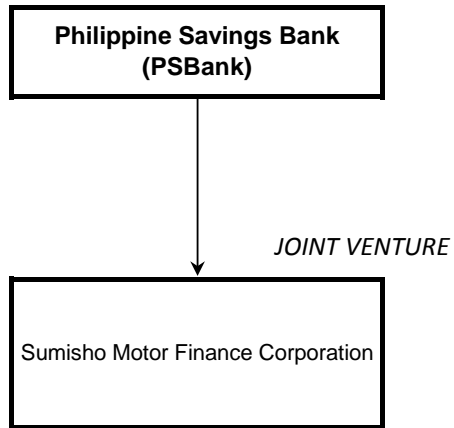 Philippine Savings Bank
(PSBank)
JOINT VENTURE
Sumisho Motor Finance Corporation